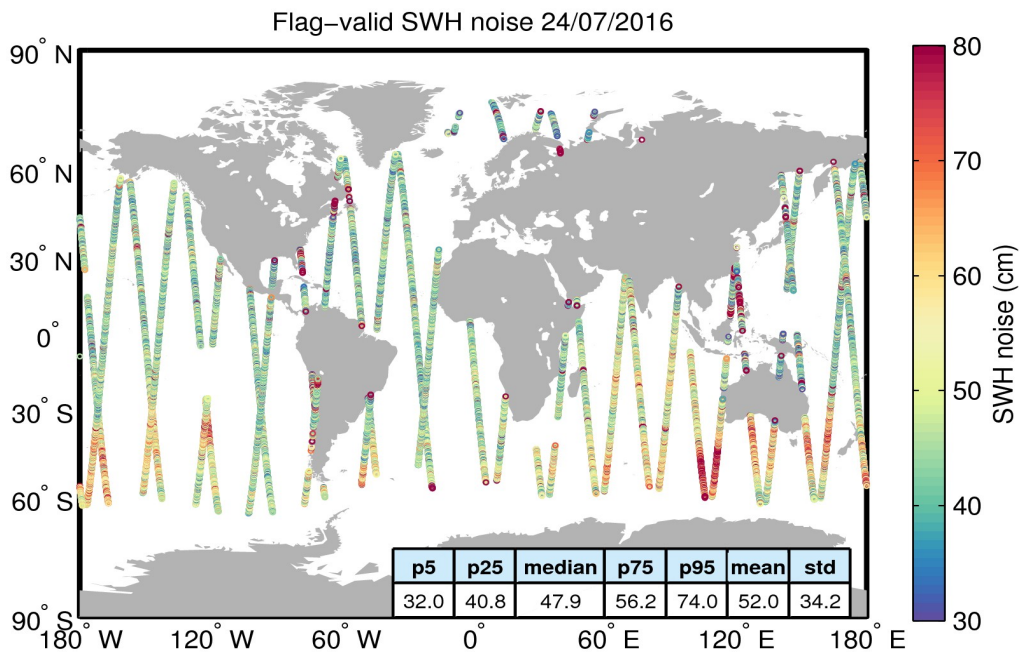 Flag−valid SWH noise 24/07/2016
90° N
60° N
30° N
0°
30° S
60° S
90° S
180° W
120° W
60° W
0°
60° E
120° E
180° E
p5 p25 median p75 p95 mean std
32.0 40.8 47.9 56.2 74.0 52.0 34.2
80
70
60
50
40
30
SWH noise (cm)